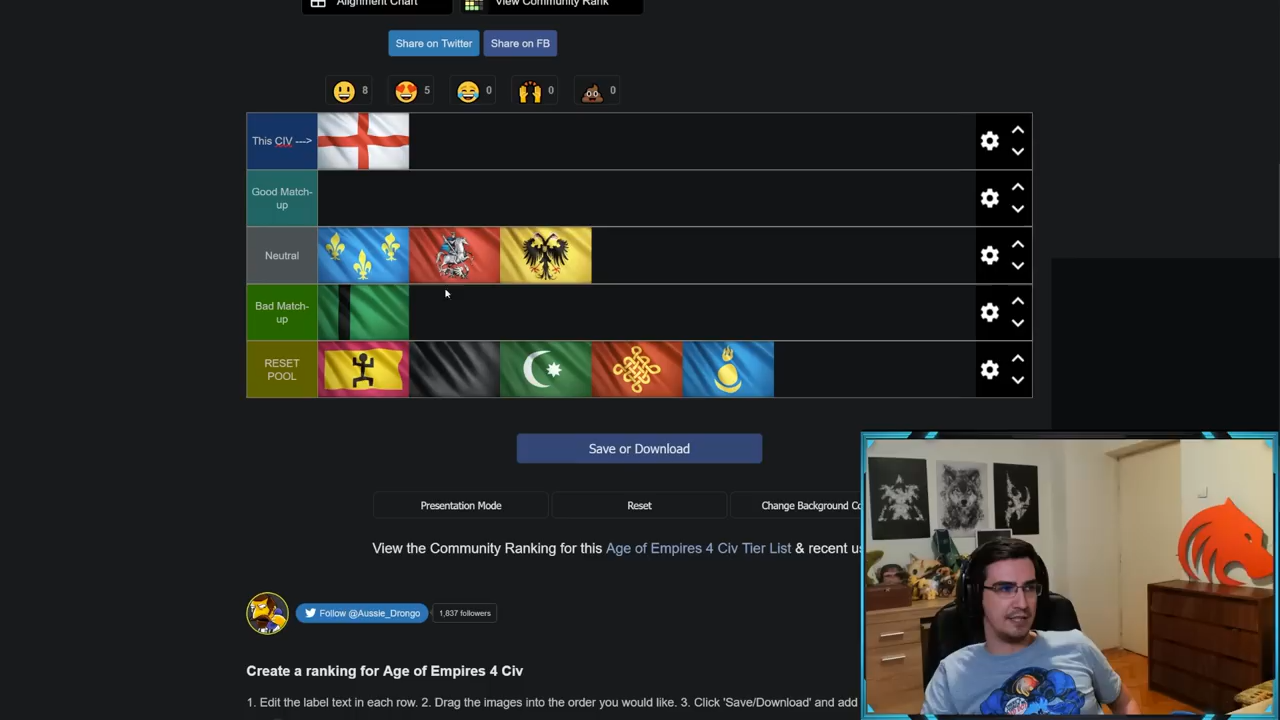 Alignment Chart
View Community Rank
Share on Twitter
Share on FB
8
5
0
0
0
This CIV --->
Good Match-
up
Neutral
Bad Match-
up
RESET
POOL
Save or Download
Presentation Mode
Reset
Change Background Co
View the Community Ranking for this Age of Empires 4 Civ Tier List & recent us
Follow @Aussie_Drongo
1,837 followers
Create a ranking for Age of Empires 4 Civ
1. Edit the label text in each row. 2. Drag the images into the order you would like. 3. Click 'Save/Download' and add